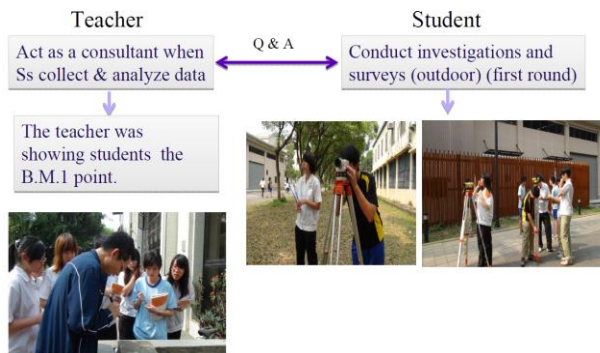 Teacher
Student
Q & A
Act as a consultant when
Ss collect & analyze data
Conduct investigations and
surveys (outdoor) (first round)
The teacher was
showing students the
B.M.1 point.